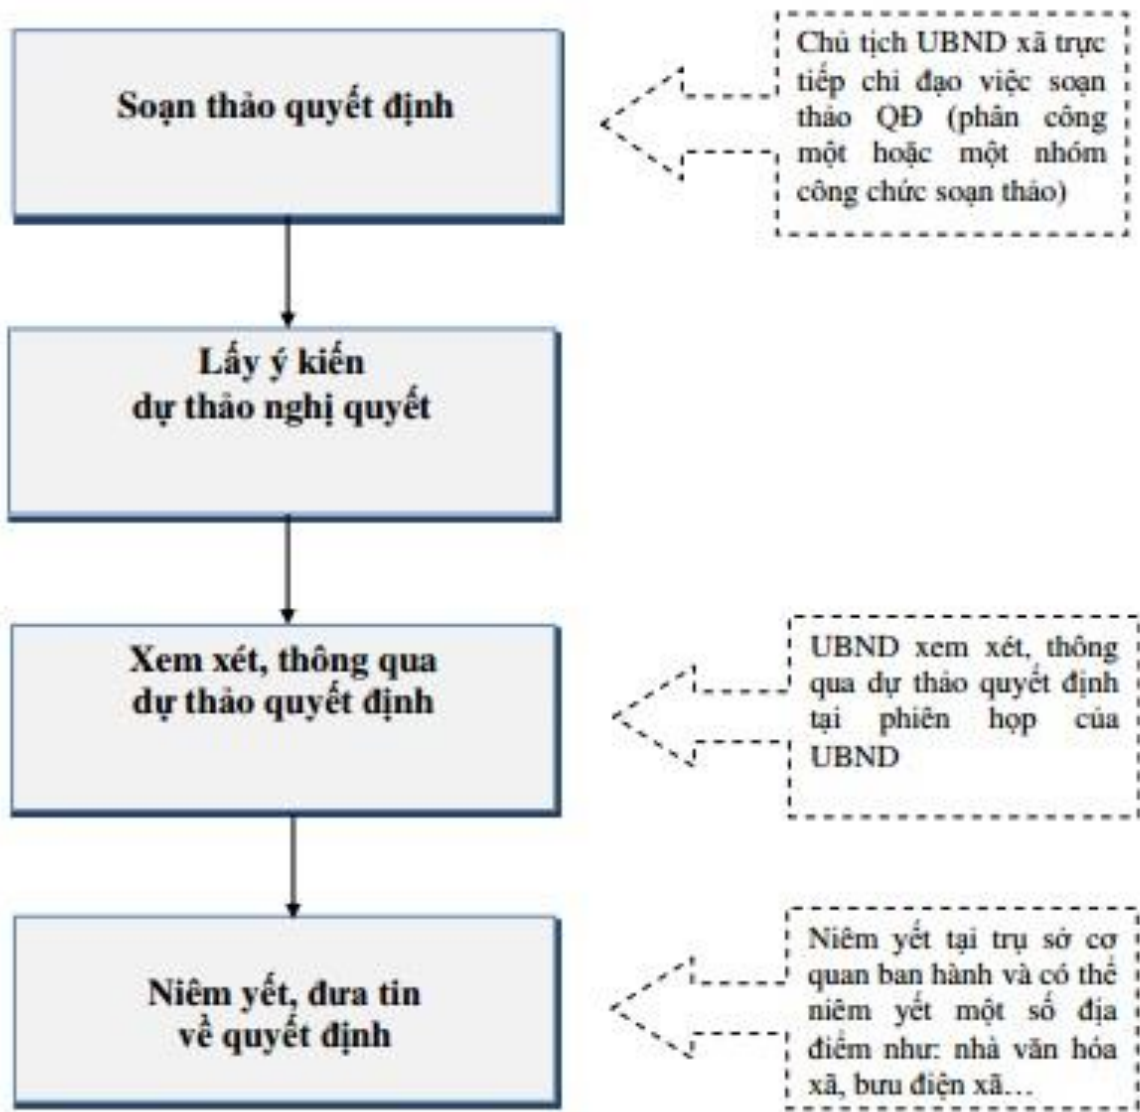 Soạn thảo quyết định
Chủ tịch UBND xã trực
tiếp chỉ đạo việc soạn
thảo QĐ (phân công
một hoặc một nhóm
công chức soạn thảo)
Lấy ý kiến
dự thảo nghị quyết
Xem xét, thông qua
dự thảo quyết định
UBND xem xét, thông
qua dự thảo quyết định
tại phiên họp của
UBND
Niêm yết, đưa tin
về quyết định
Niêm yết tại trụ sở cơ
quan ban hành và có thể
niêm yết một số địa
điểm như: nhà văn hóa
xã, bưu điện xã...